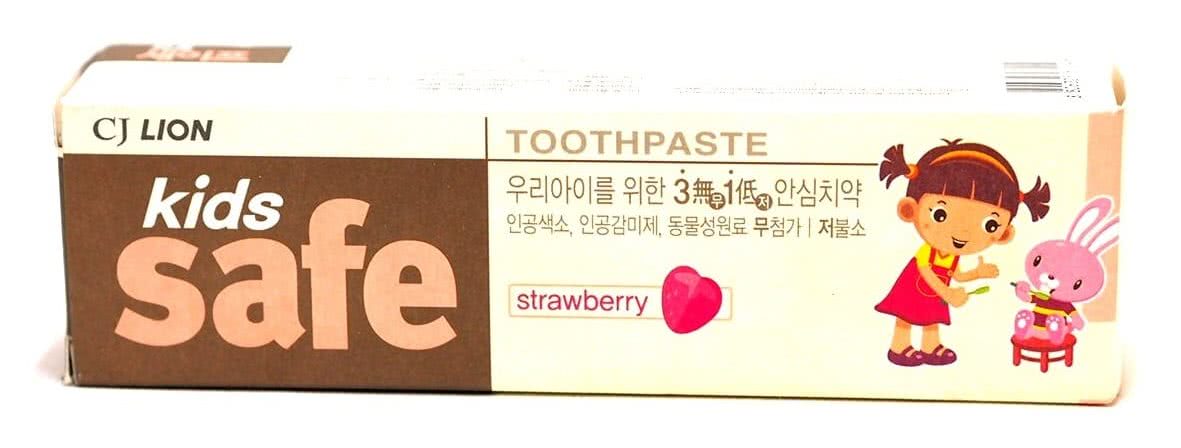 CJ LION
kids
safe
TOOTHPASTE
우리아이를 위한 3無무1低저 안심치약
인공색소, 인공감미제, 동물성원료 무첨가 | 저불소
strawberry